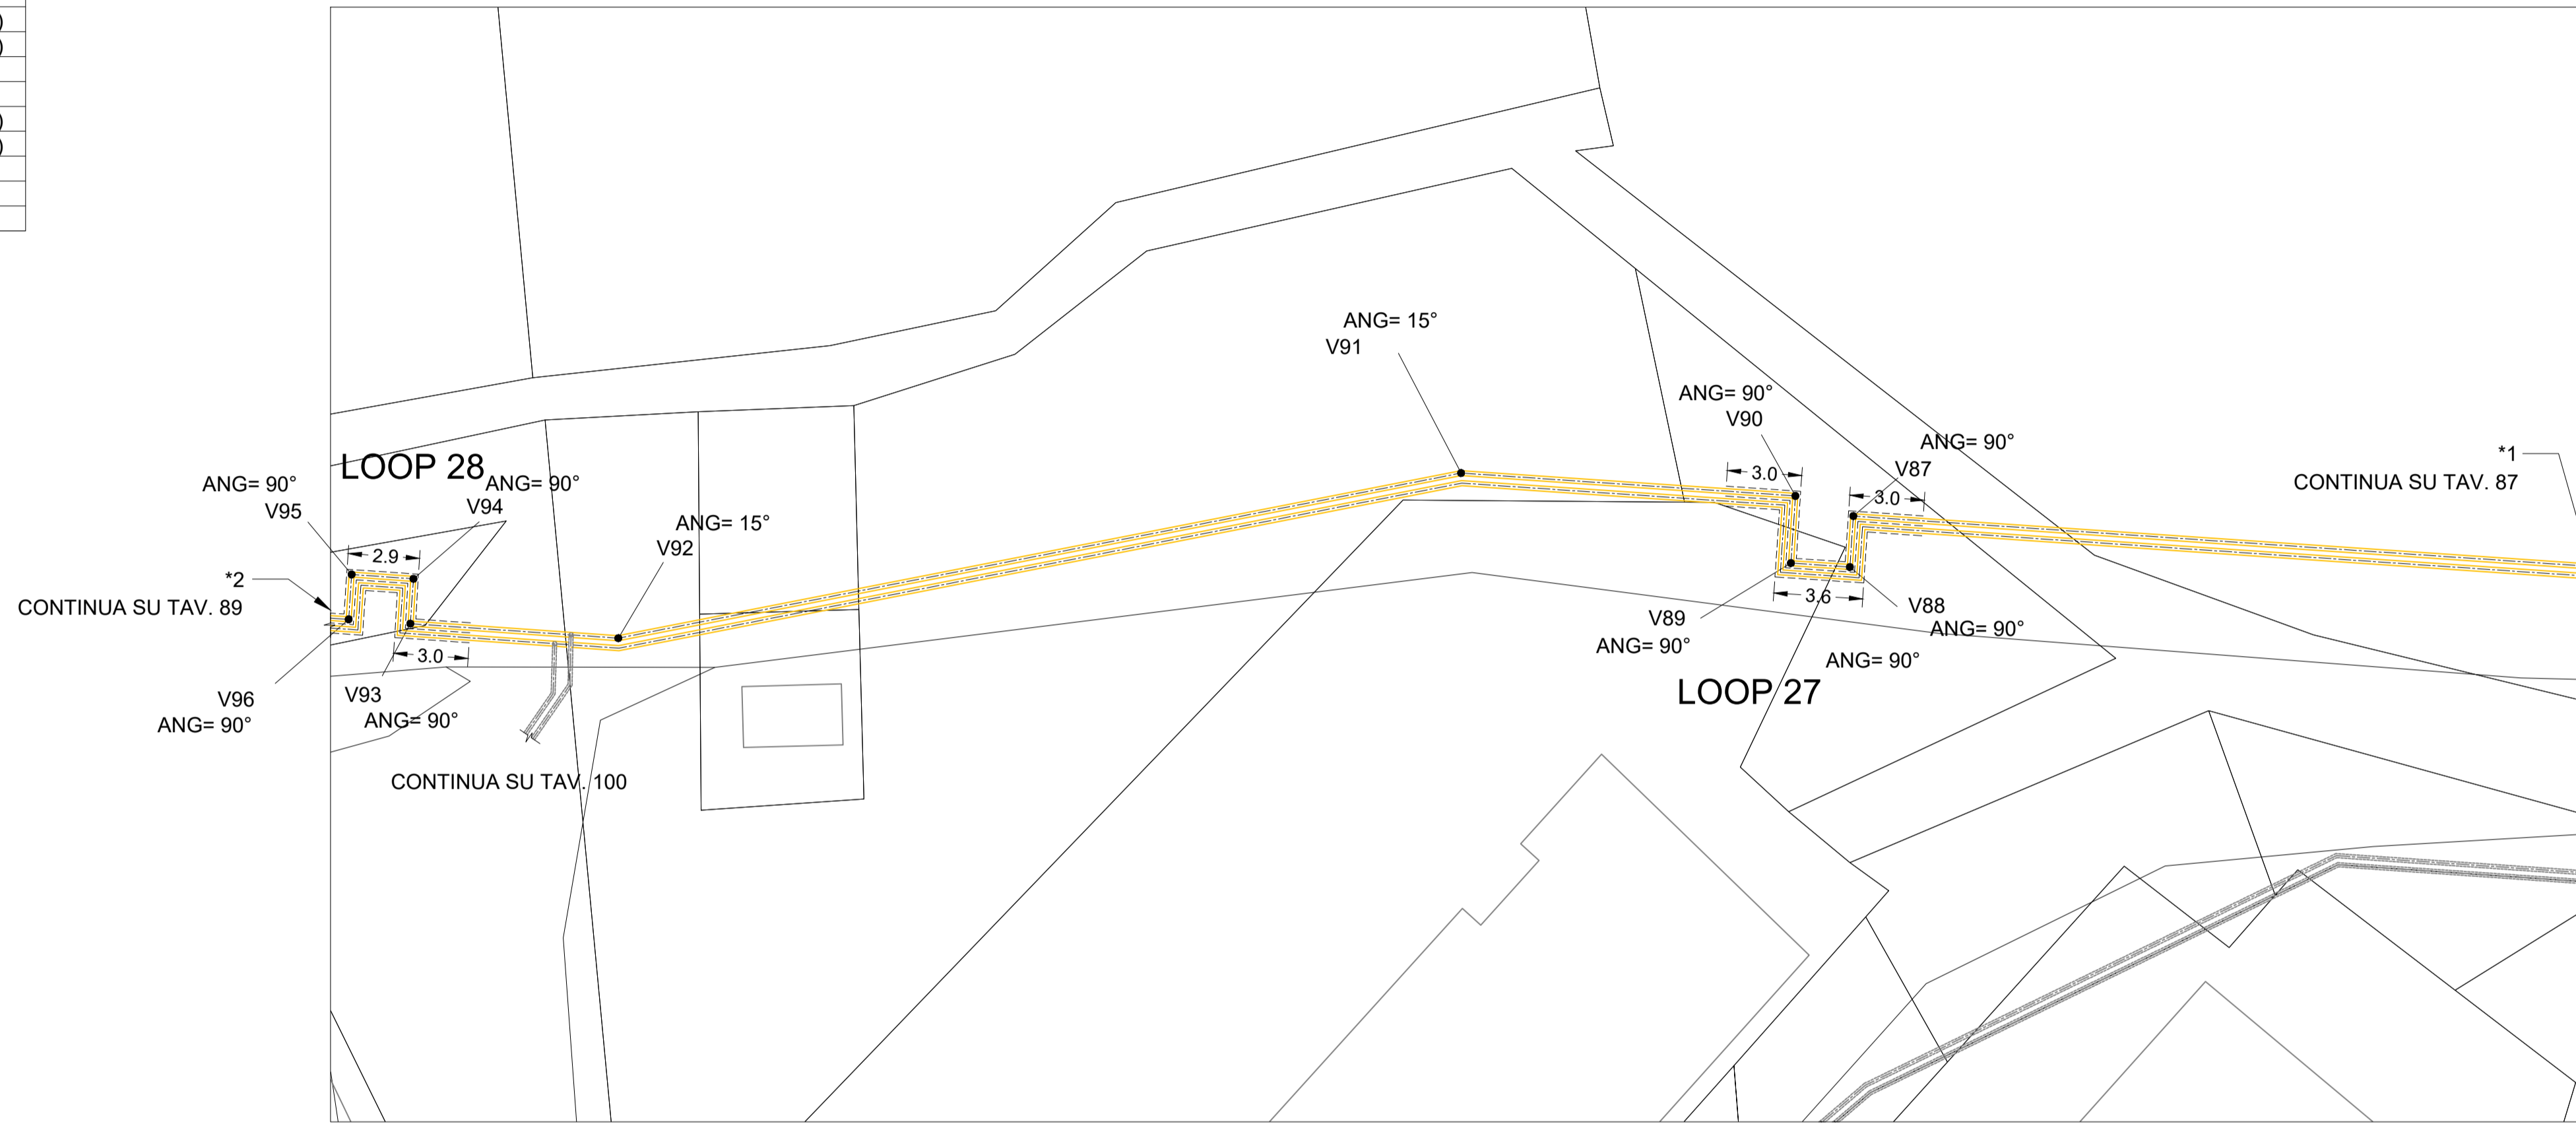 ANG= 15°
V91
ANG= 90°
V90
ANG= 90°
V87
*1
CONTINUA SU TAV. 87
3.0
3.0
LOOP 28
ANG= 90°
V95
ANG= 90°
V94
ANG= 15°
V92
2.9
*2
CONTINUA SU TAV. 89
3.6
V89
ANG= 90°
V88
ANG= 90°
ANG= 90°
LOOP 27
3.0
V96
ANG= 90°
V93
ANG= 90°
CONTINUA SU TAV. 100